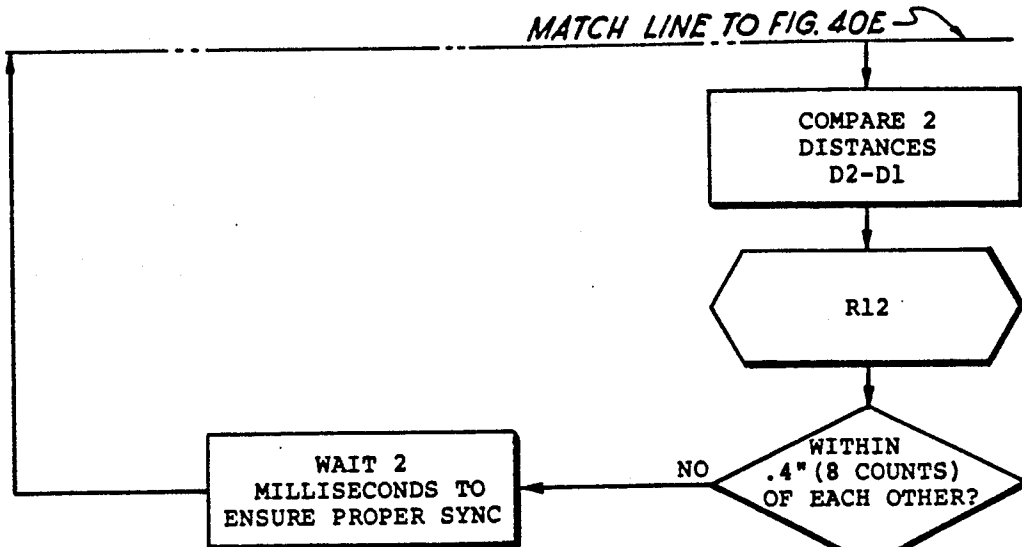 MATCH LINE TO FIG. 40E
COMPARE 2
DISTANCES
D2-D1
R12
WITHIN
.4" (8 COUNTS)
OF EACH OTHER?
NO
WAIT 2
MILLISECONDS TO
ENSURE PROPER SYNC